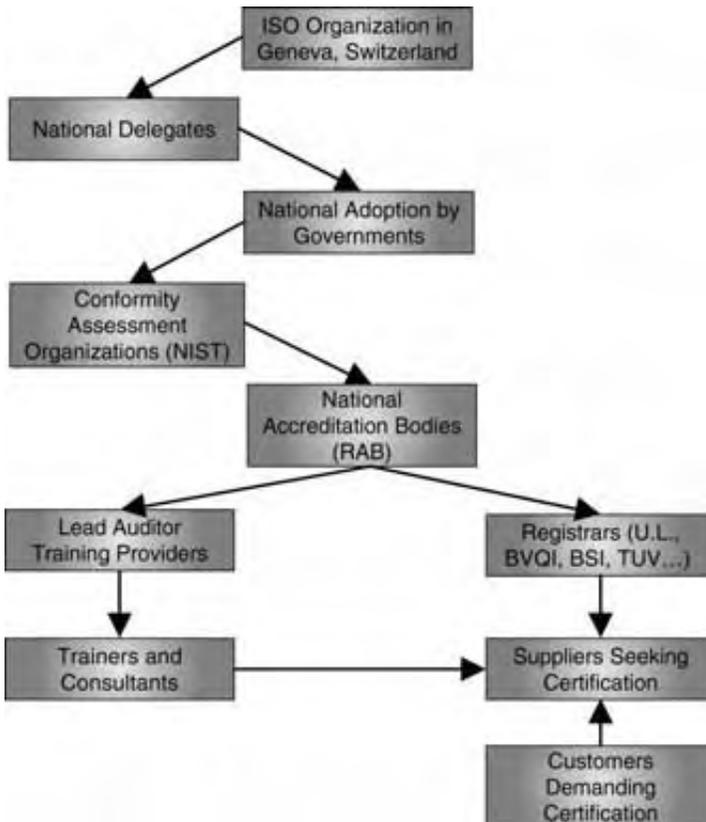 ISO Organization in
Geneva, Switzerland
National Delegates
National Adoption by
Governments
Conformity
Assessment
Organizations (NIST)
National
Accreditation Bodies
(RAB)
Lead Auditor
Training Providers
Registrars (U.L.,
BVQI, BSI, TUV...)
Trainers and
Consultants
Suppliers Seeking
Certification
Customers
Demanding
Certification